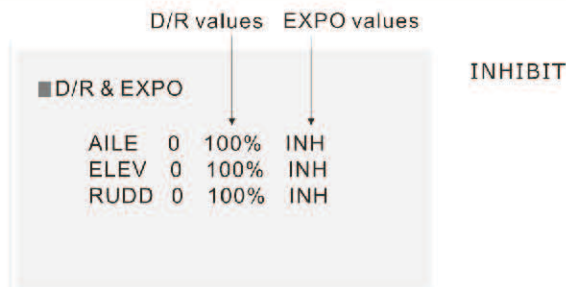 D/R values EXPO values
INHIBIT
D/R & EXPO
AILE 0 100% INH
ELEV 0 100% INH
RUDD 0 100% INH